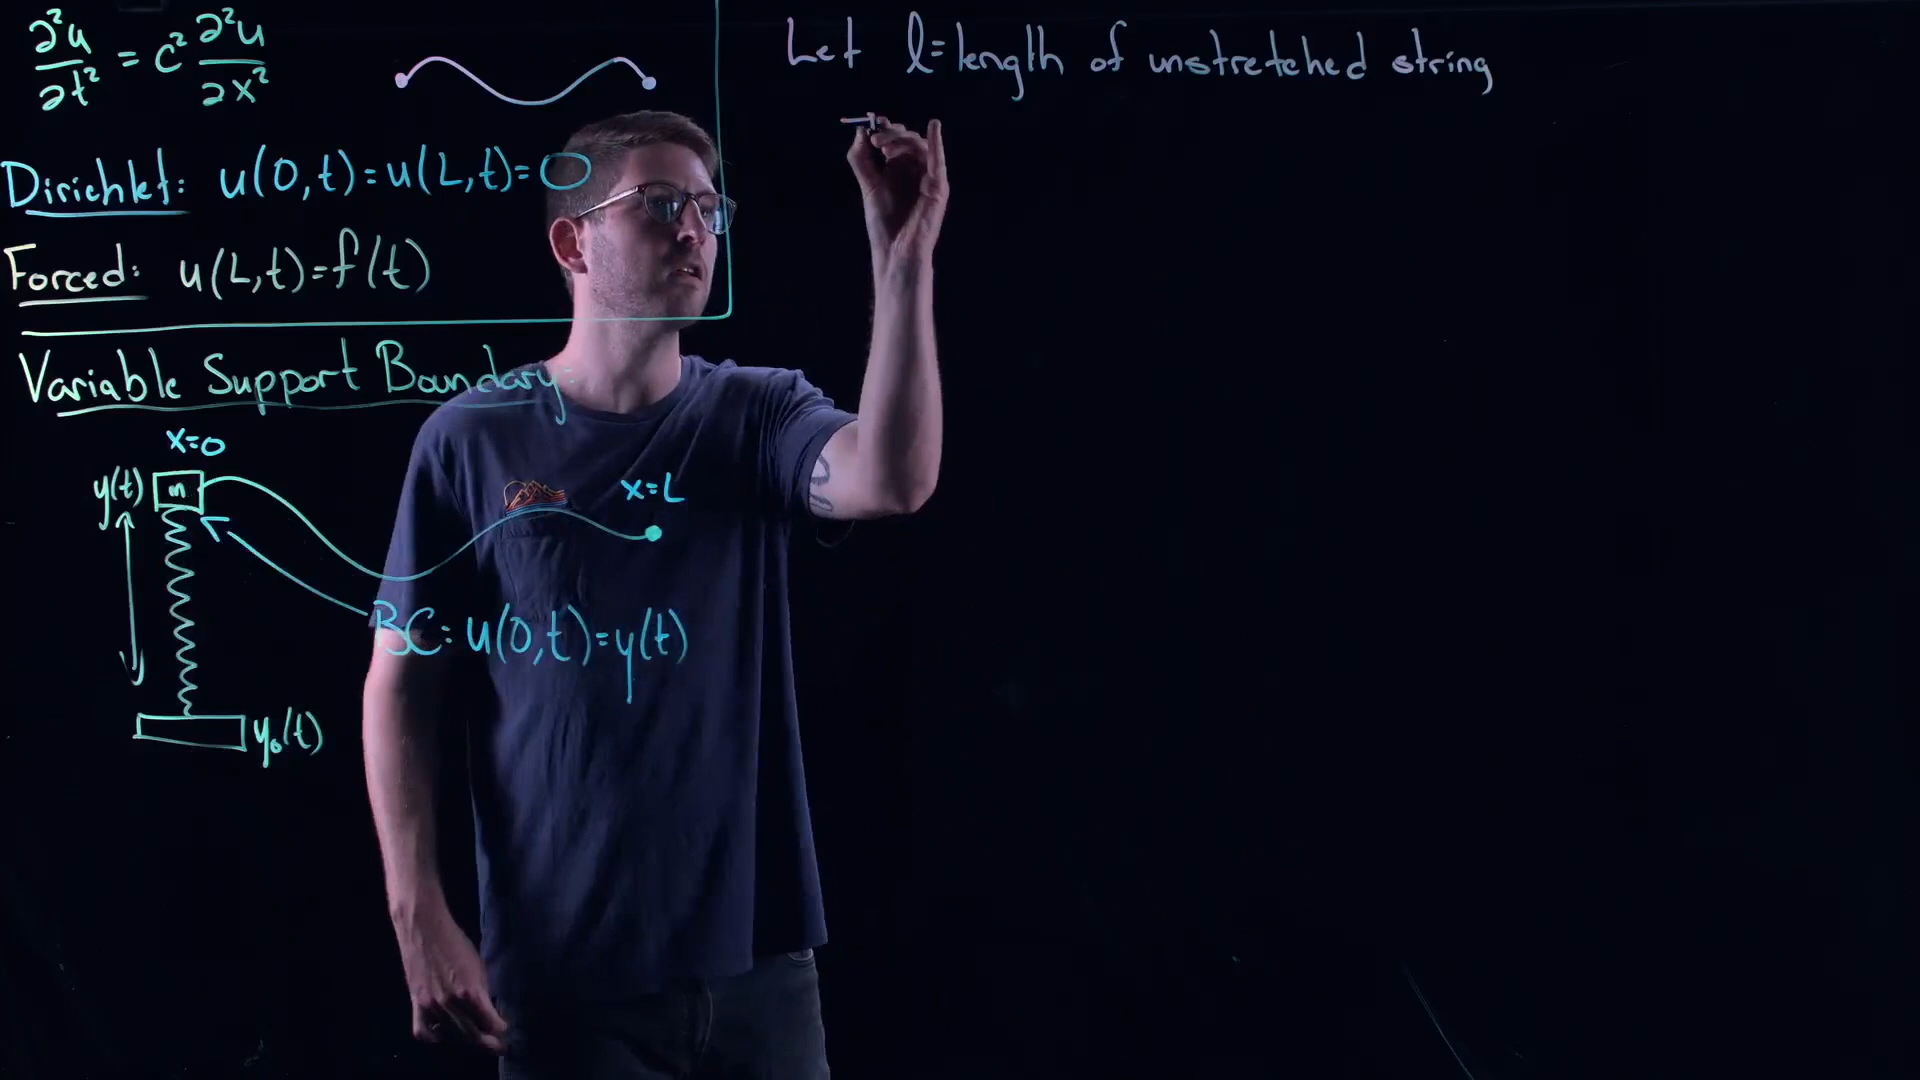 ∂²u/∂t² = c² ∂²u/∂x²
Dirichlet: u(0,t)=u(L,t)=0
Forced: u(L,t)=f(t)
Variable Support Boundary:
x=0
y(t)
m
x=L
BC: u(0,t)=y(t)
y₀(t)
Let l=length of unstretched string